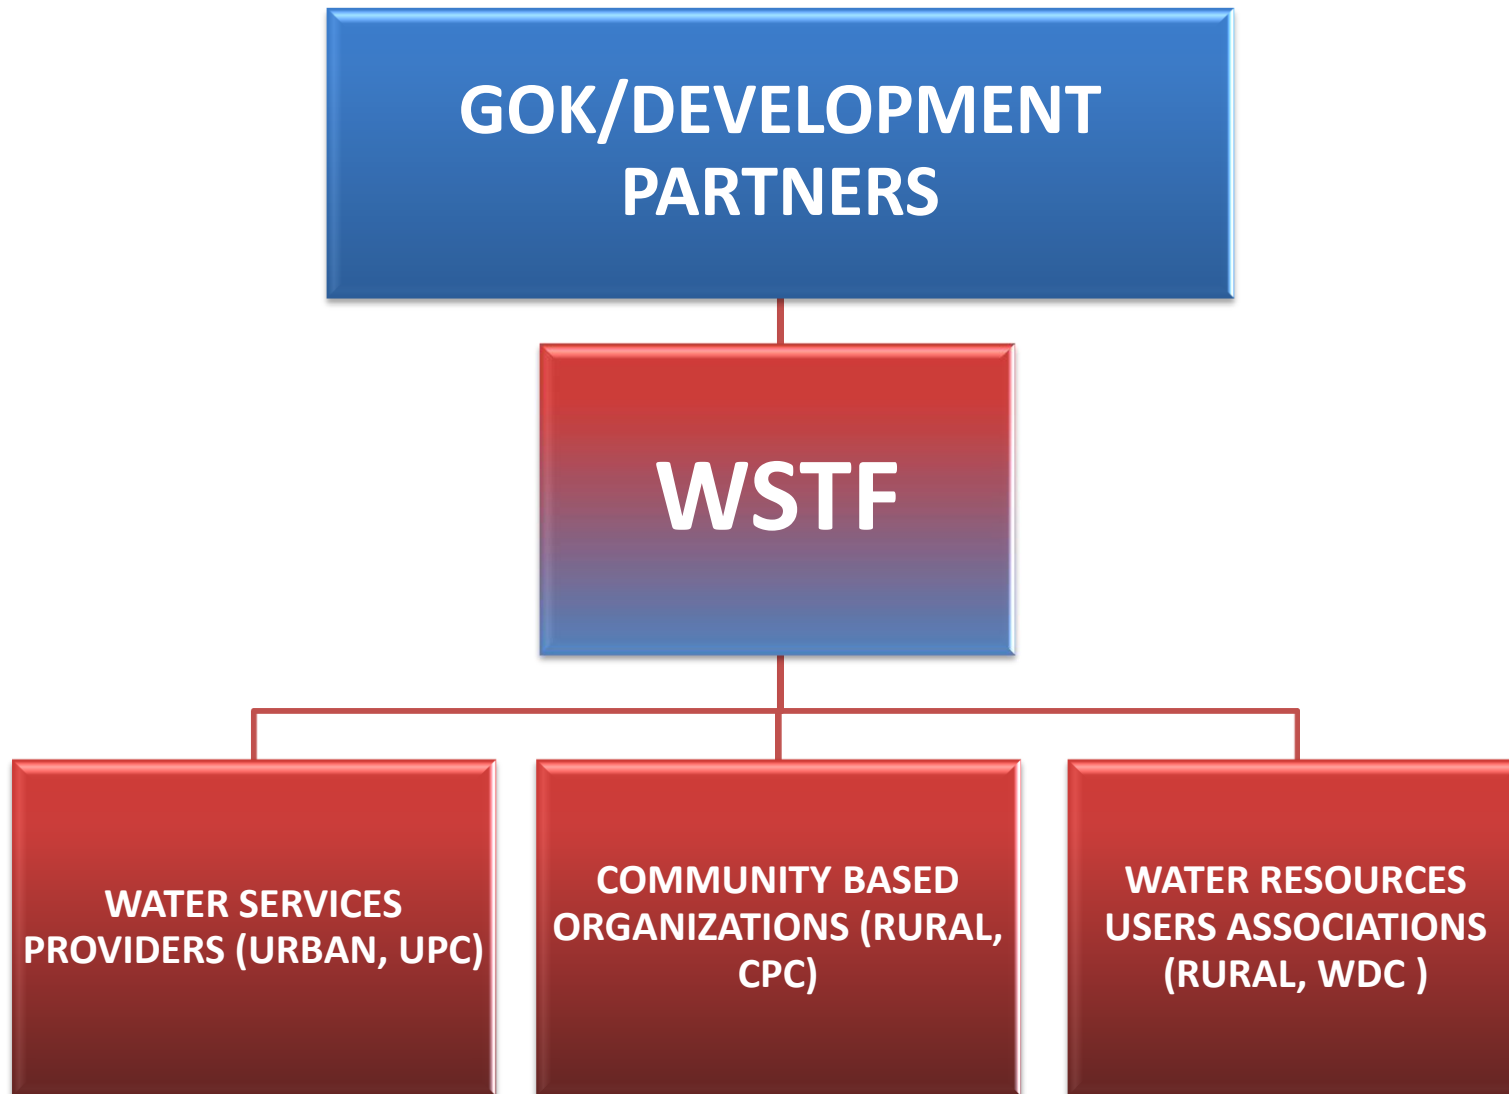 GOK/DEVELOPMENT
PARTNERS
WSTF
WATER SERVICES
PROVIDERS (URBAN, UPC)
COMMUNITY BASED
ORGANIZATIONS (RURAL,
CPC)
WATER RESOURCES
USERS ASSOCIATIONS
(RURAL, WDC )